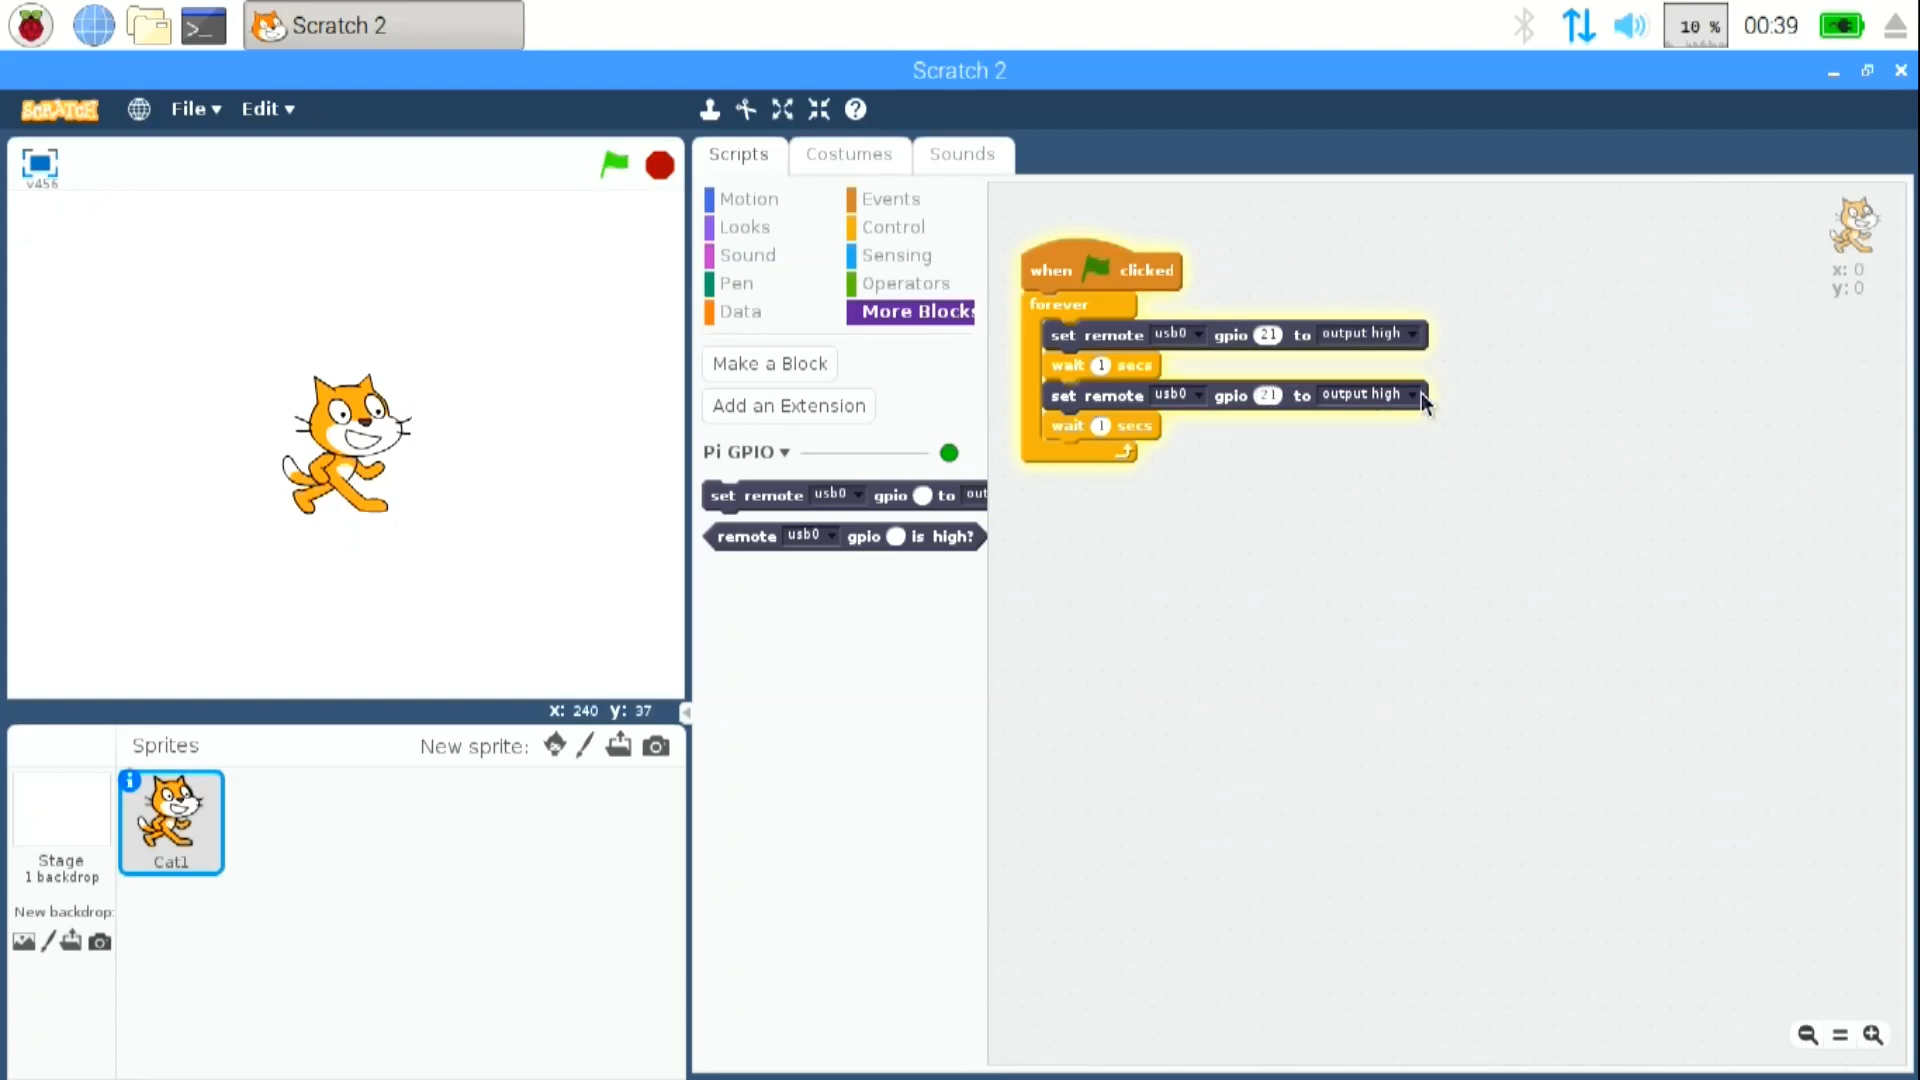 Scratch 2
10 %
00:39
Scratch 2
SCRATCH
File
Edit
v456
Scripts
Costumes
Sounds
Motion
Events
Looks
Control
Sound
Sensing
Pen
Operators
Data
More Blocks
Make a Block
Add an Extension
Pi GPIO
set remote usb0 gpio to out
remote usb0 gpio is high?
when clicked
forever
set remote usb0 gpio 21 to output high
wait 1 secs
set remote usb0 gpio 21 to output high
wait 1 secs
x: 0
y: 0
x: 240 y: 37
Sprites
New sprite:
Stage
1 backdrop
Cat1
New backdrop: